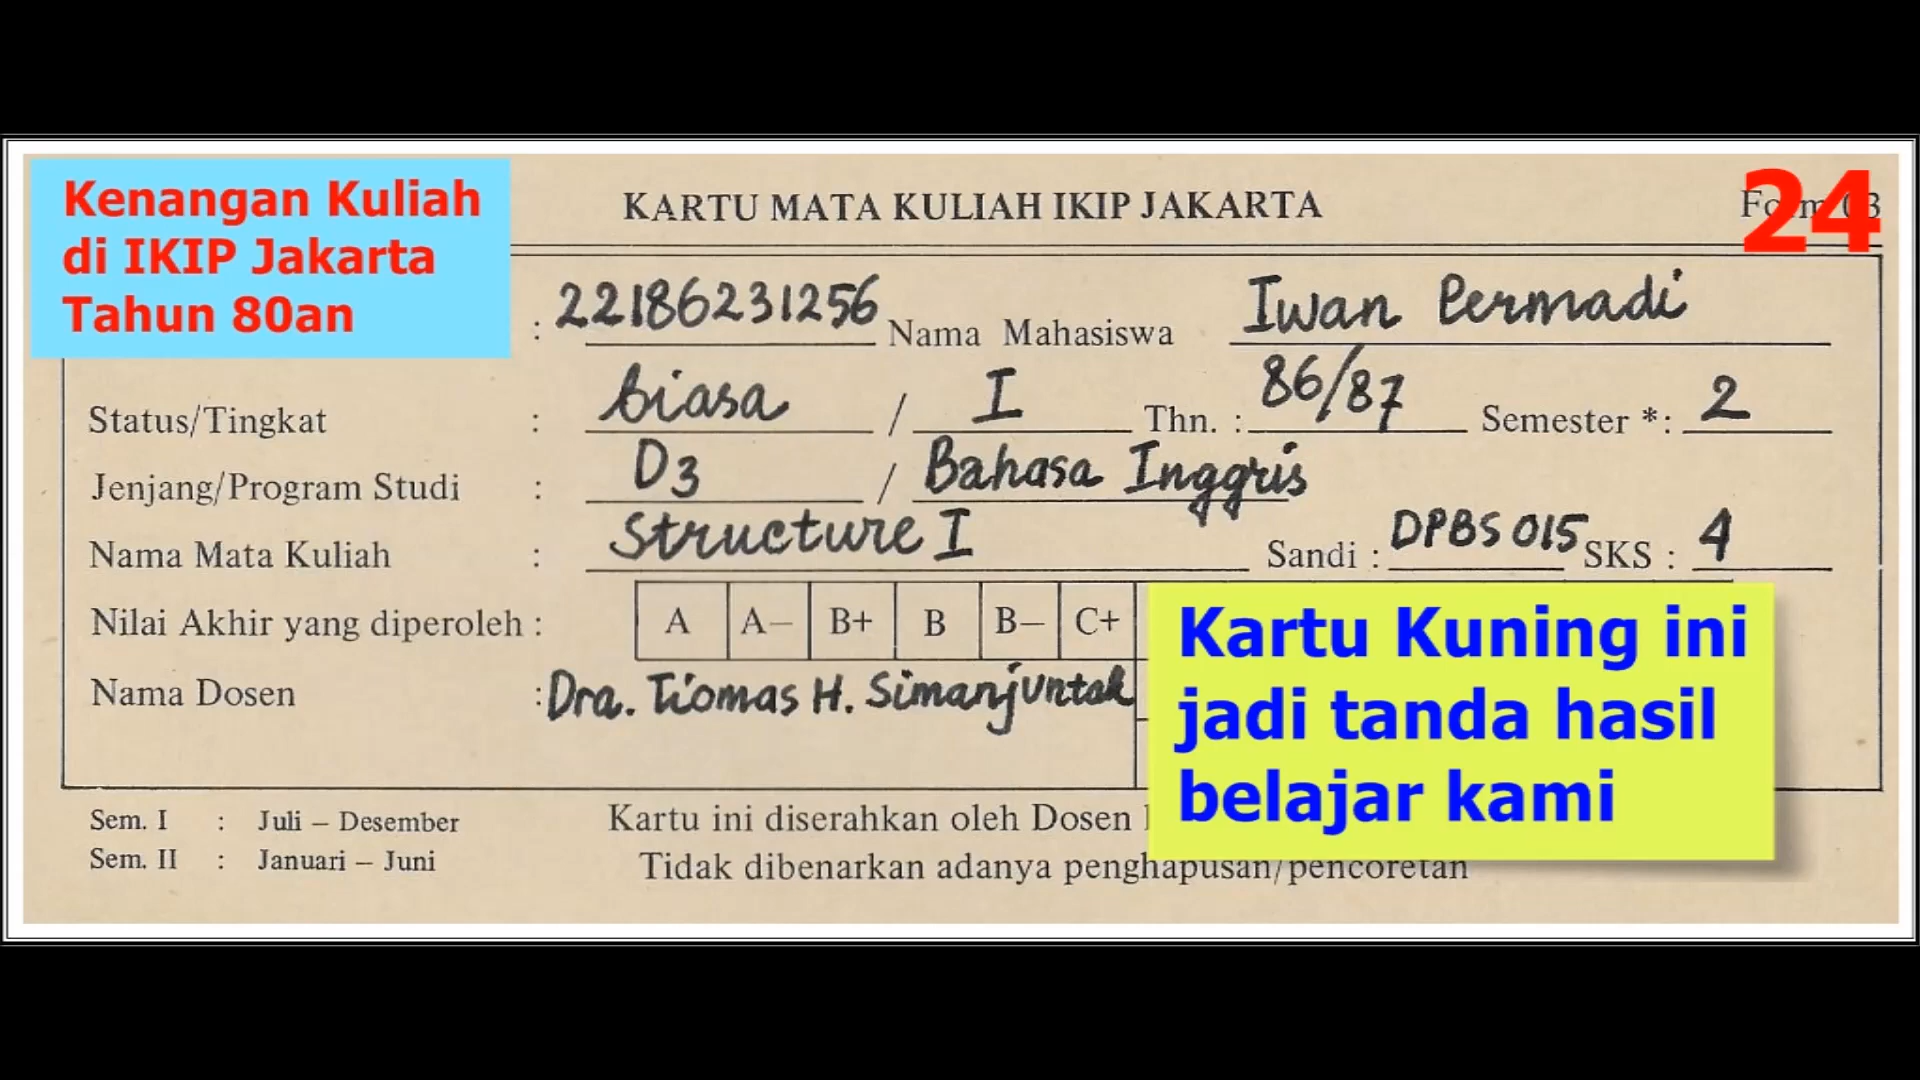 Kenangan Kuliah
di IKIP Jakarta
Tahun 80an
KARTU MATA KULIAH IKIP JAKARTA
24
: 22186231256 Nama Mahasiswa Iwan Permadi
Status/Tingkat : biasa / I Thn. : 86/87 Semester *: 2
Jenjang/Program Studi : D3 / Bahasa Inggris
Nama Mata Kuliah : Structure I Sandi : DPBS 015 SKS : 4
Nilai Akhir yang diperoleh : A A– B+ B B– C+
Nama Dosen : Dra. Tiomas H. Simanjuntak
Kartu Kuning ini
jadi tanda hasil
belajar kami
Sem. I : Juli – Desember Kartu ini diserahkan oleh Dosen
Sem. II : Januari – Juni Tidak dibenarkan adanya penghapusan/pencoretan